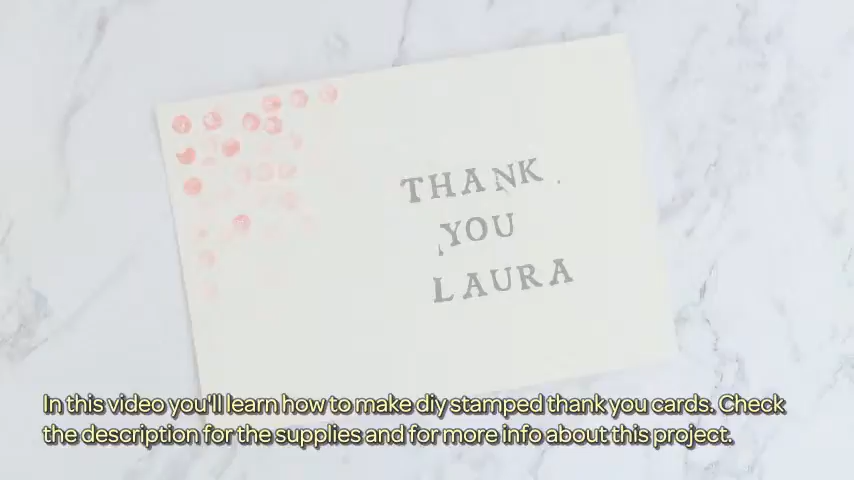 THANK
YOU
LAURA
In this video you'll learn how to make diy stamped thank you cards. Check
the description for the supplies and for more info about this project.